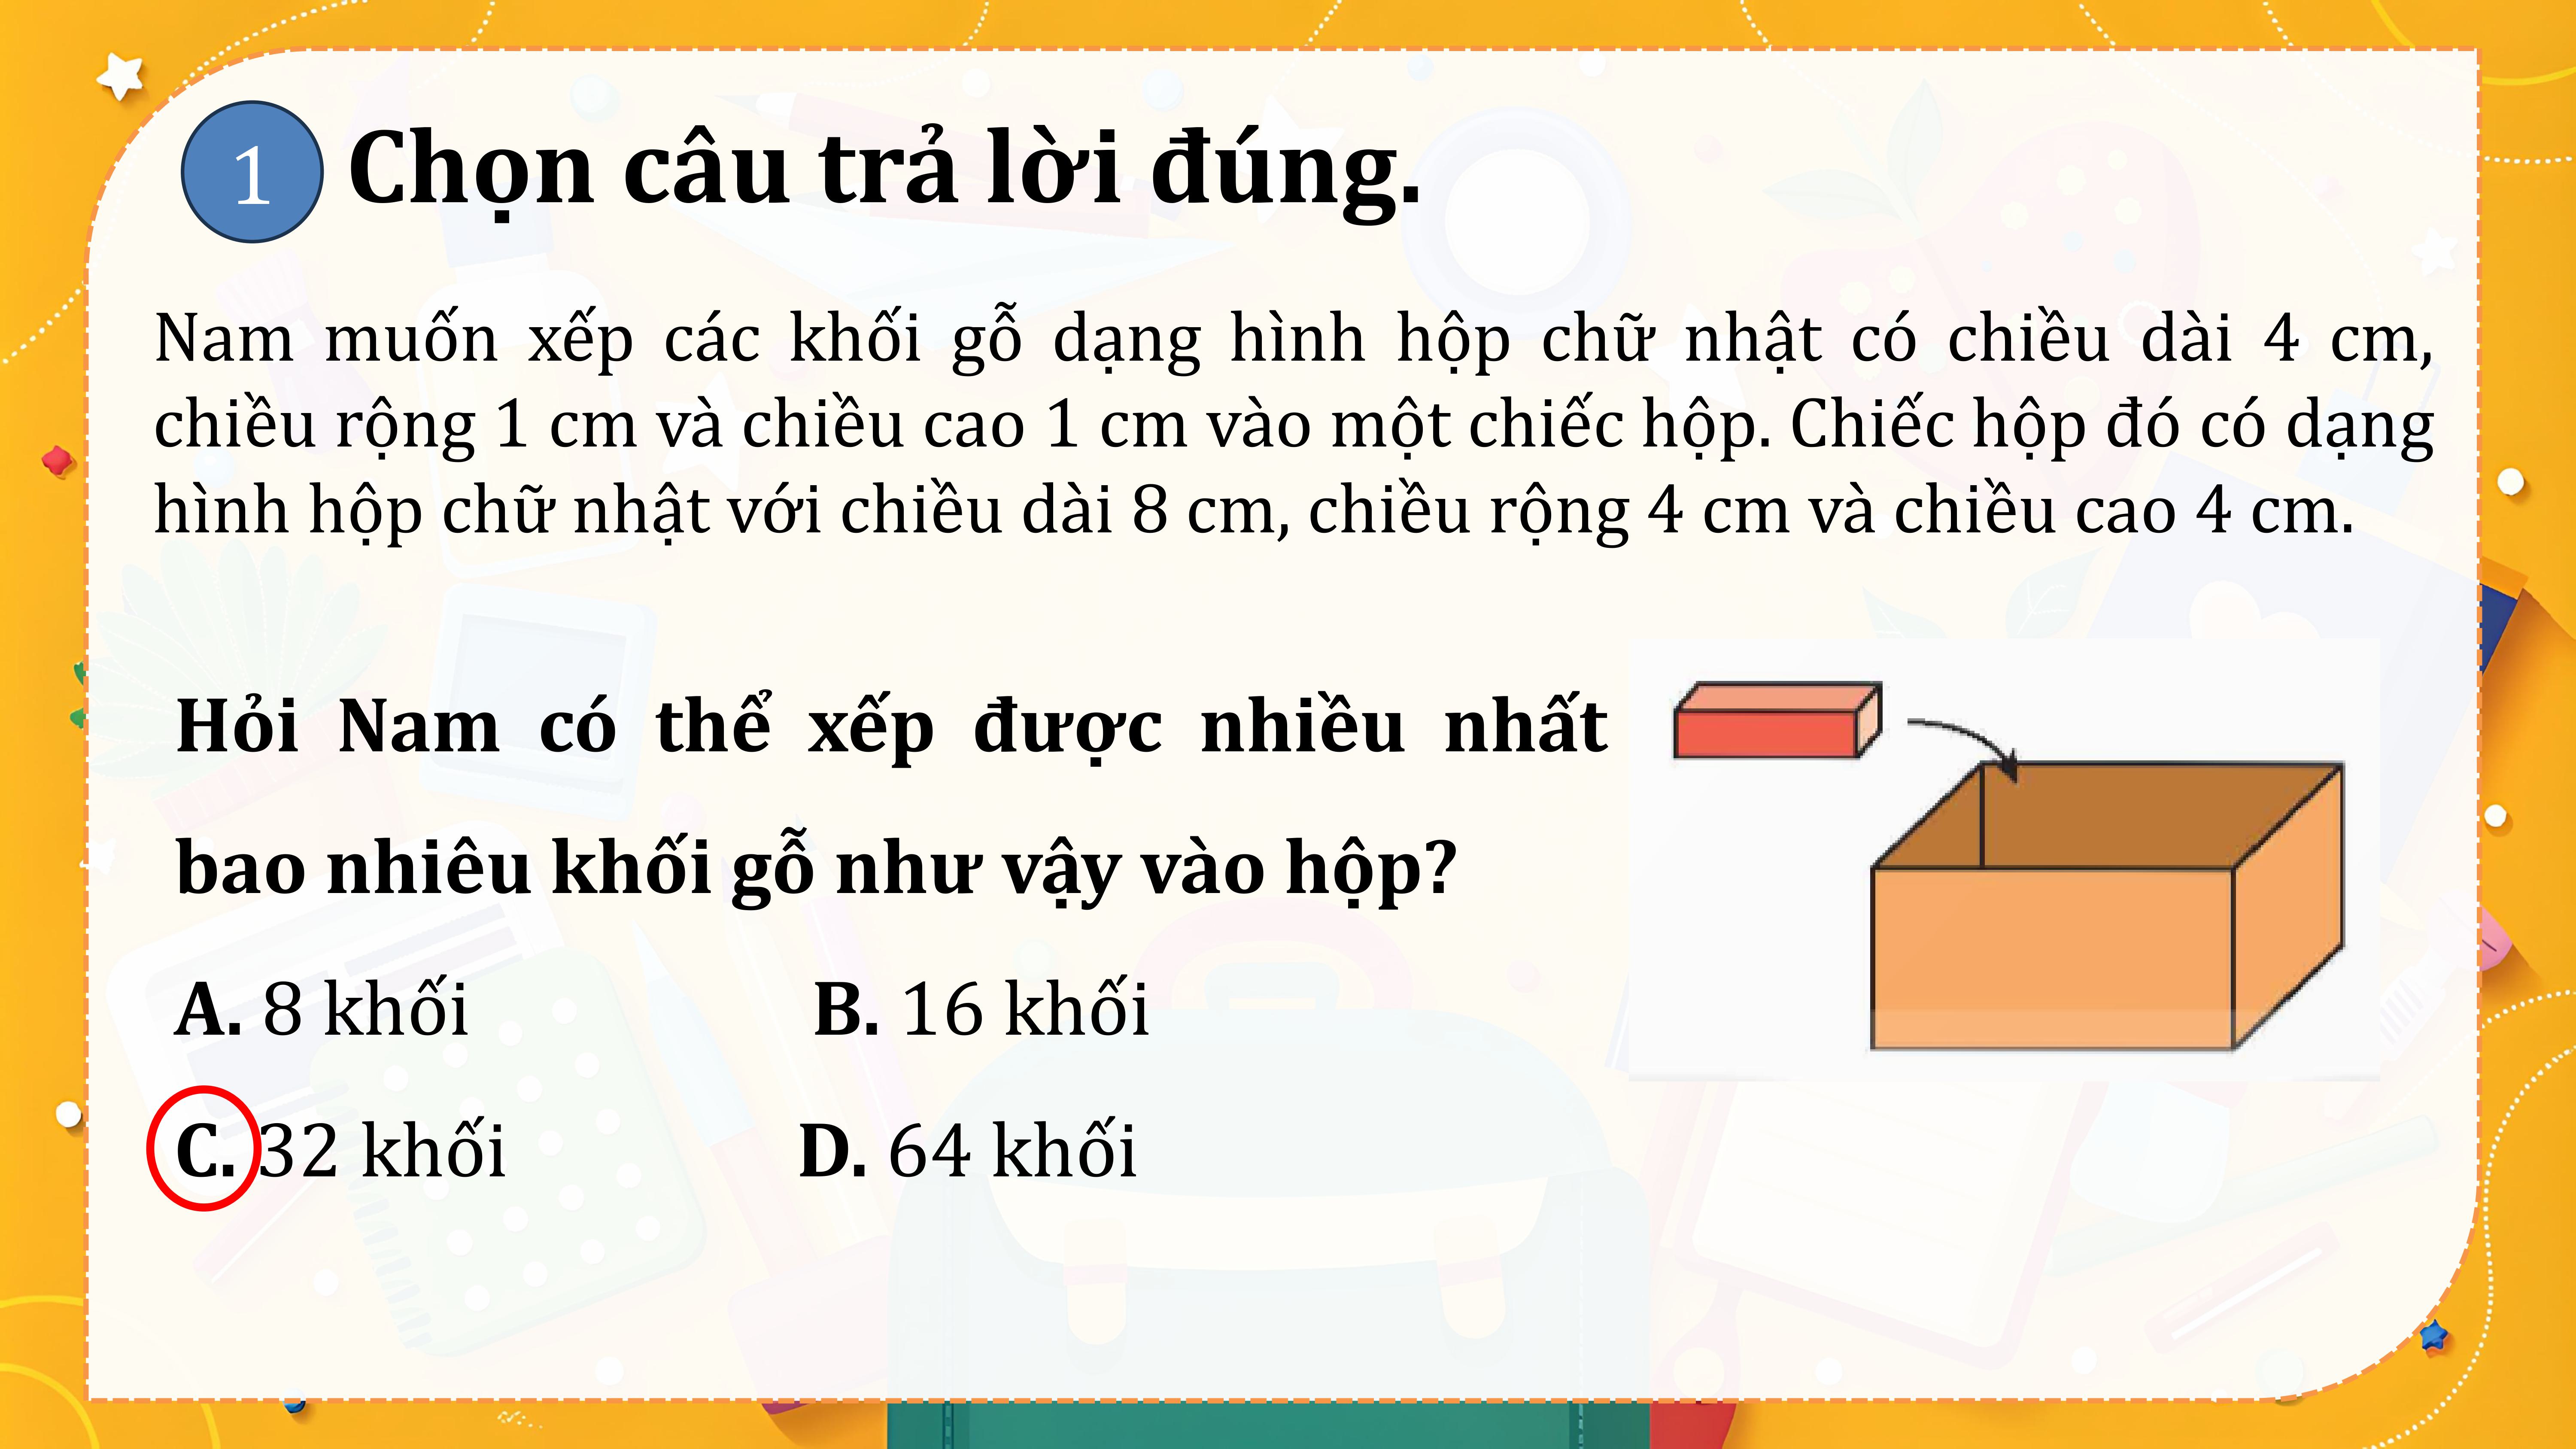 1 Chọn câu trả lời đúng.
Nam muốn xếp các khối gỗ dạng hình hộp chữ nhật có chiều dài 4 cm,
chiều rộng 1 cm và chiều cao 1 cm vào một chiếc hộp. Chiếc hộp đó có dạng
hình hộp chữ nhật với chiều dài 8 cm, chiều rộng 4 cm và chiều cao 4 cm.
Hỏi Nam có thể xếp được nhiều nhất
bao nhiêu khối gỗ như vậy vào hộp?
A. 8 khối B. 16 khối
C. 32 khối D. 64 khối